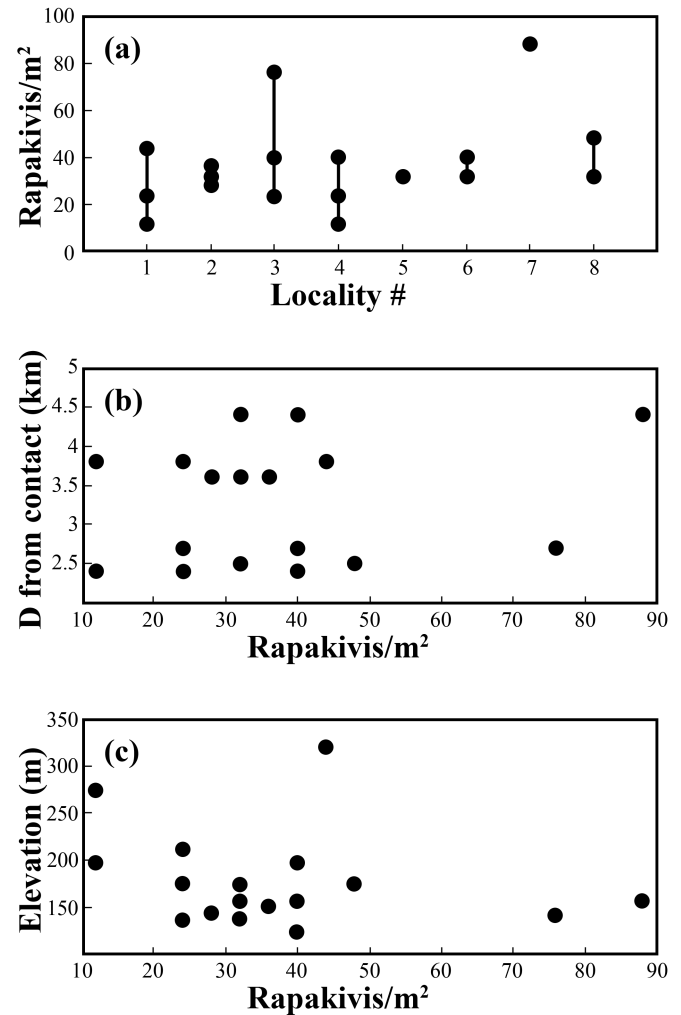 (a)
100
80
60
40
20
0
Rapakivis/m²
1 2 3 4 5 6 7 8
Locality #
(b)
5
4.5
4
3.5
3
2.5
D from contact (km)
10 20 30 40 50 60 70 80 90
Rapakivis/m²
(c)
350
300
250
200
150
Elevation (m)
10 20 30 40 50 60 70 80 90
Rapakivis/m²